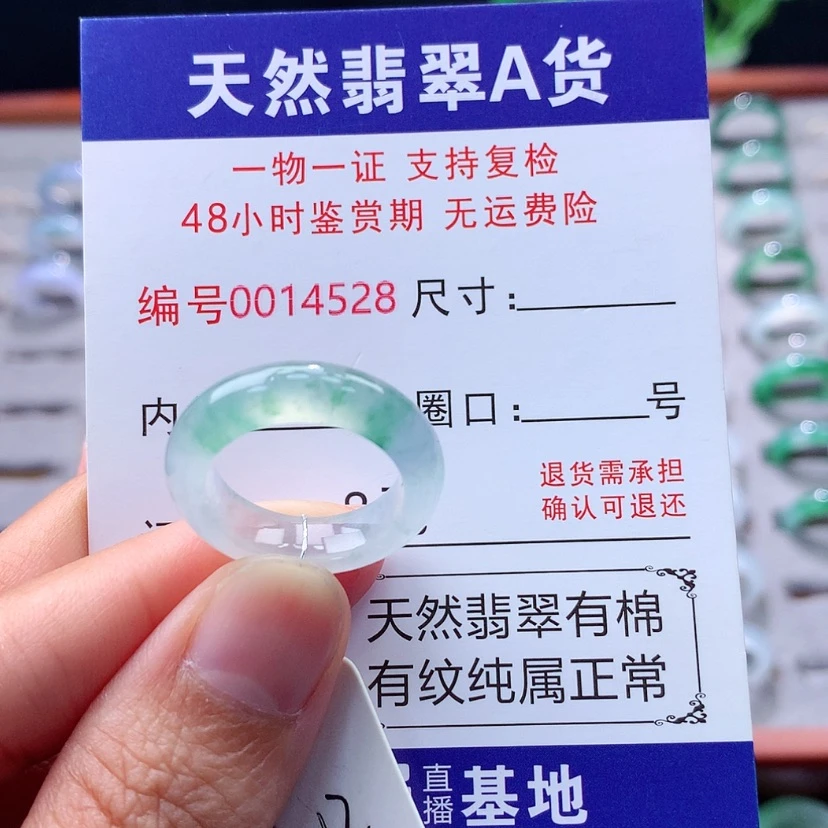 天然翡翠A货
一物一证 支持复检
48小时鉴赏期 无运费险
编号0014528 尺寸：
内 圈口：号
退货需承担
确认可退还
天然翡翠有棉
有纹纯属正常
直播基地